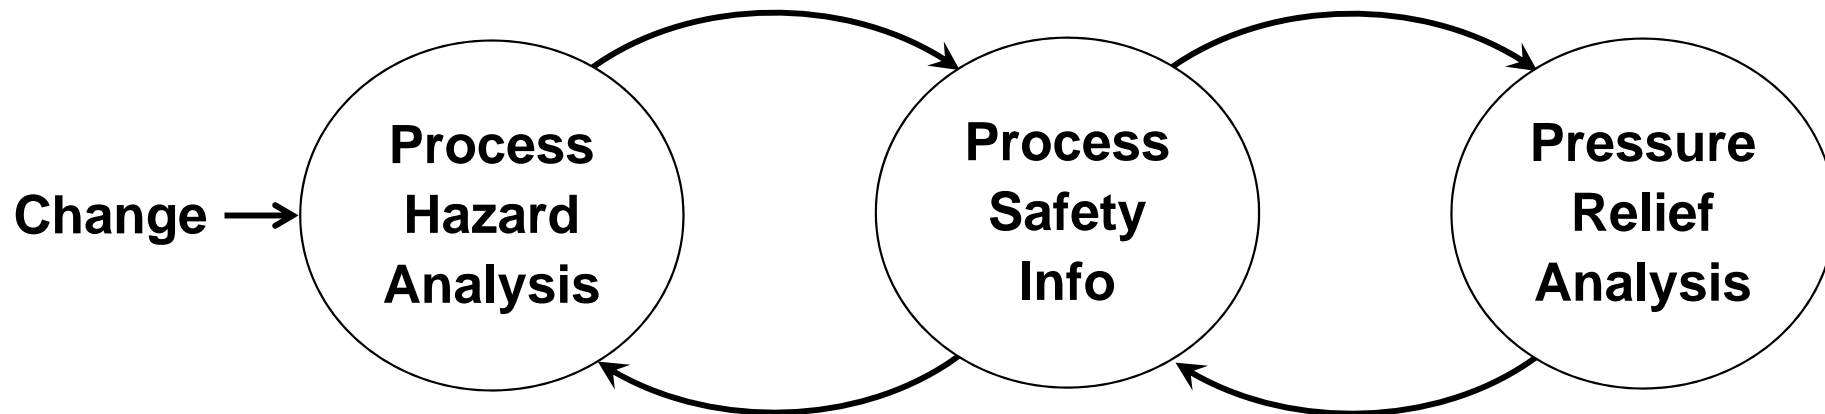 Change
Process
Hazard
Analysis
Process
Safety
Info
Pressure
Relief
Analysis